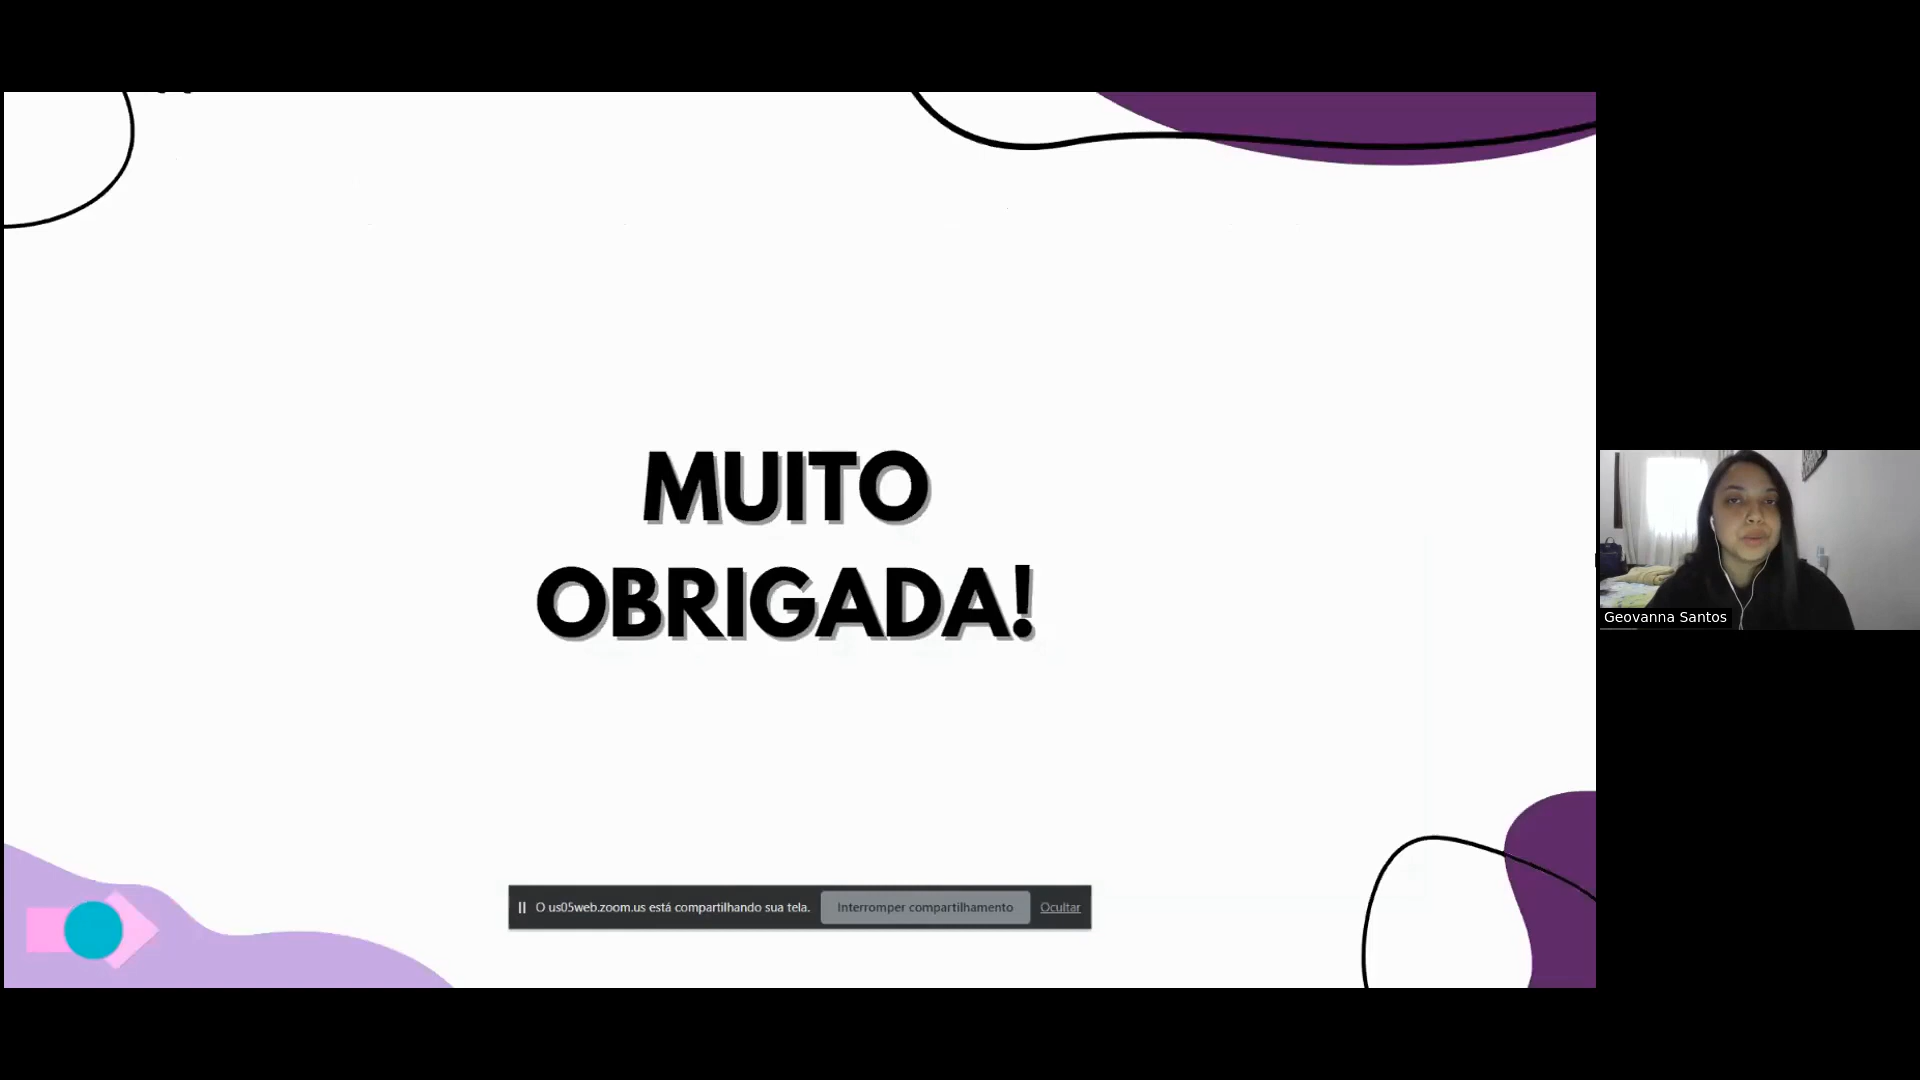 MUITO
OBRIGADA!
Geovanna Santos
O us05web.zoom.us está compartilhando sua tela. Interromper compartilhamento Ocultar